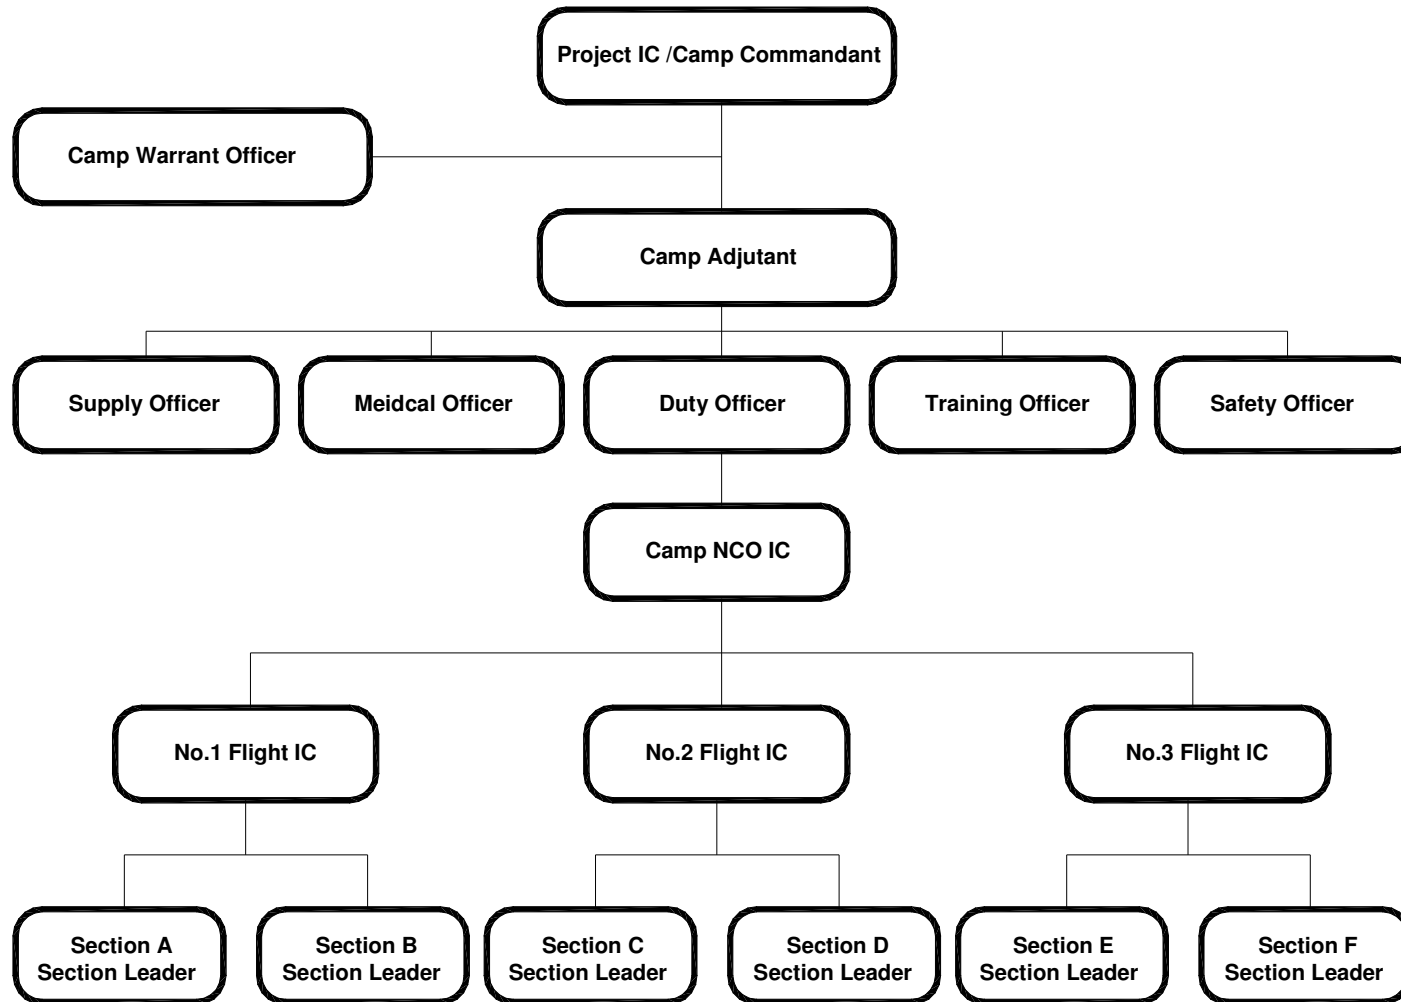 Project IC /Camp Commandant
Camp Warrant Officer
Camp Adjutant
Supply Officer
Meidcal Officer
Duty Officer
Training Officer
Safety Officer
Camp NCO IC
No.1 Flight IC
No.2 Flight IC
No.3 Flight IC
Section A
Section Leader
Section B
Section Leader
Section C
Section Leader
Section D
Section Leader
Section E
Section Leader
Section F
Section Leader